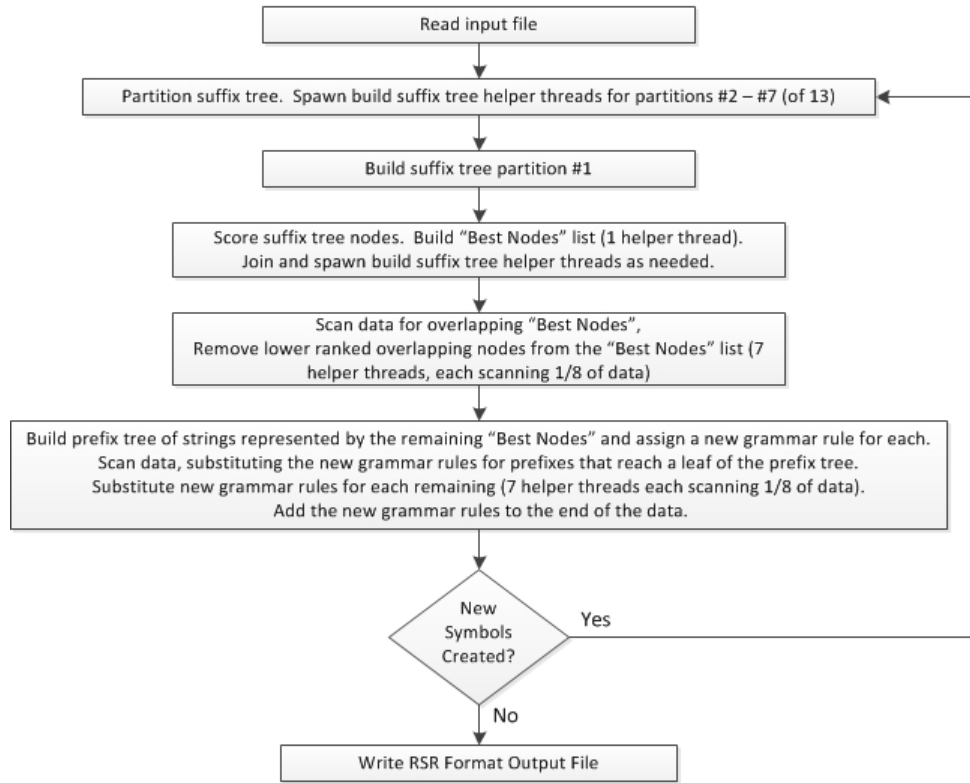 Read input file
Partition suffix tree.  Spawn build suffix tree helper threads for partitions #2 – #7 (of 13)
Build suffix tree partition #1
Score suffix tree nodes.  Build “Best Nodes” list (1 helper thread).
Join and spawn build suffix tree helper threads as needed.
Scan data for overlapping “Best Nodes”,
Remove lower ranked overlapping nodes from the “Best Nodes” list (7
helper threads, each scanning 1/8 of data)
Build prefix tree of strings represented by the remaining “Best Nodes” and assign a new grammar rule for each.
Scan data, substituting the new grammar rules for prefixes that reach a leaf of the prefix tree.
Substitute new grammar rules for each remaining (7 helper threads each scanning 1/8 of data).
Add the new grammar rules to the end of the data.
New
Symbols
Created?
Yes
No
Write RSR Format Output File